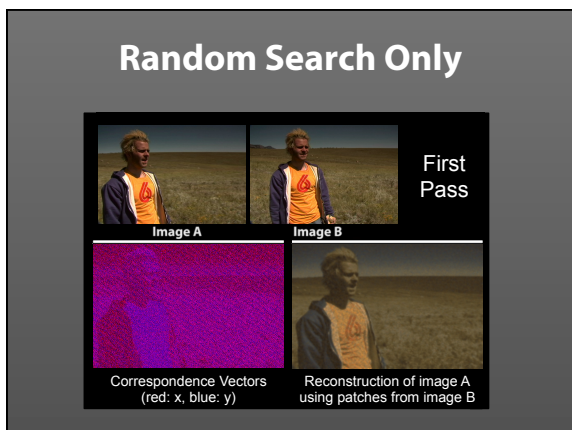 Random Search Only
First
Pass
Image A
Image B
Correspondence Vectors
(red: x, blue: y)
Reconstruction of image A
using patches from image B